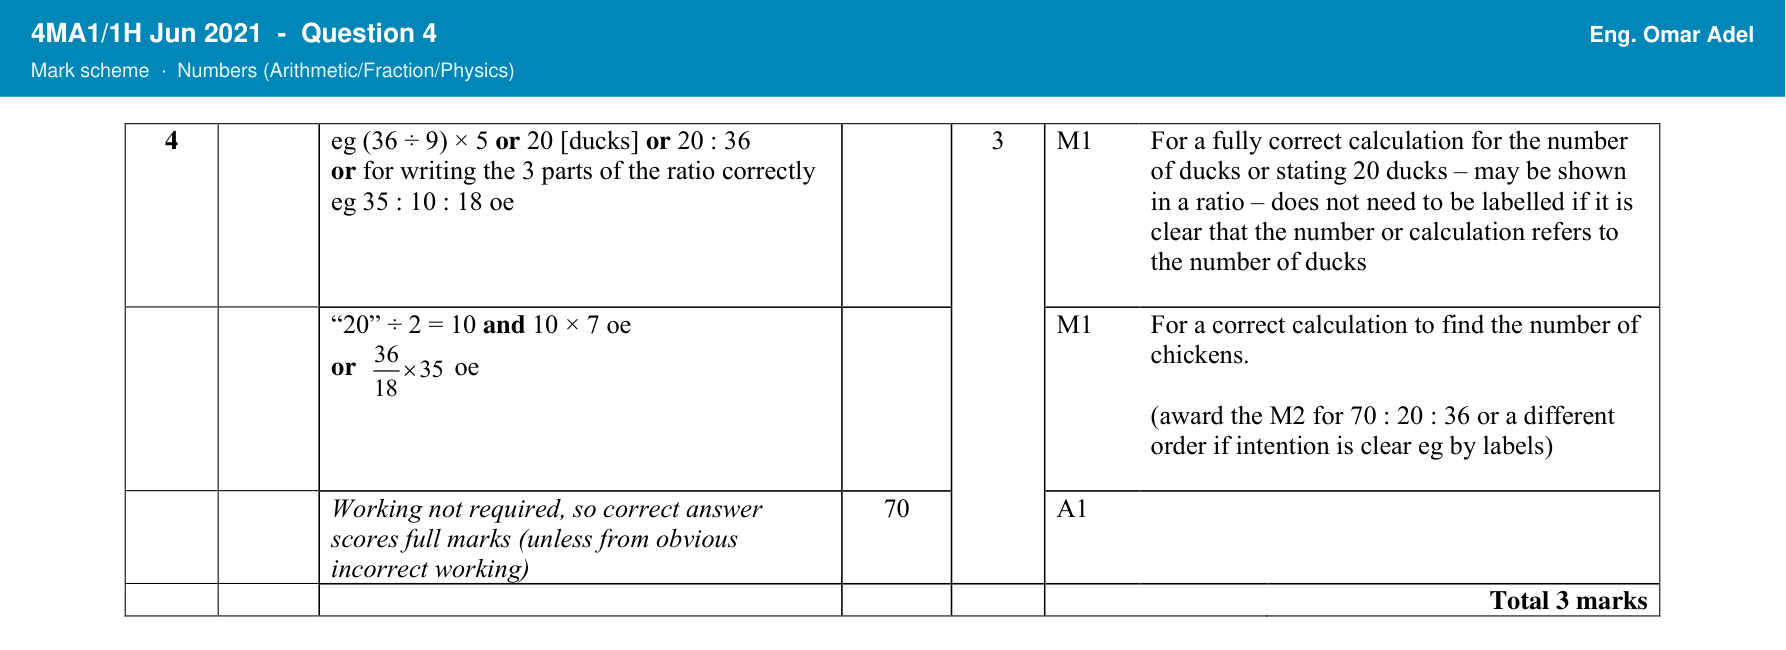 4MA1/1H Jun 2021 - Question 4
Eng. Omar Adel
Mark scheme · Numbers (Arithmetic/Fraction/Physics)
4
eg (36 ÷ 9) × 5 or 20 [ducks] or 20 : 36
or for writing the 3 parts of the ratio correctly
eg 35 : 10 : 18 oe
3
M1
For a fully correct calculation for the number
of ducks or stating 20 ducks – may be shown
in a ratio – does not need to be labelled if it is
clear that the number or calculation refers to
the number of ducks
“20” ÷ 2 = 10 and 10 × 7 oe
or 36/18 × 35 oe
M1
For a correct calculation to find the number of
chickens.
(award the M2 for 70 : 20 : 36 or a different
order if intention is clear eg by labels)
Working not required, so correct answer
scores full marks (unless from obvious
incorrect working)
70
A1
Total 3 marks